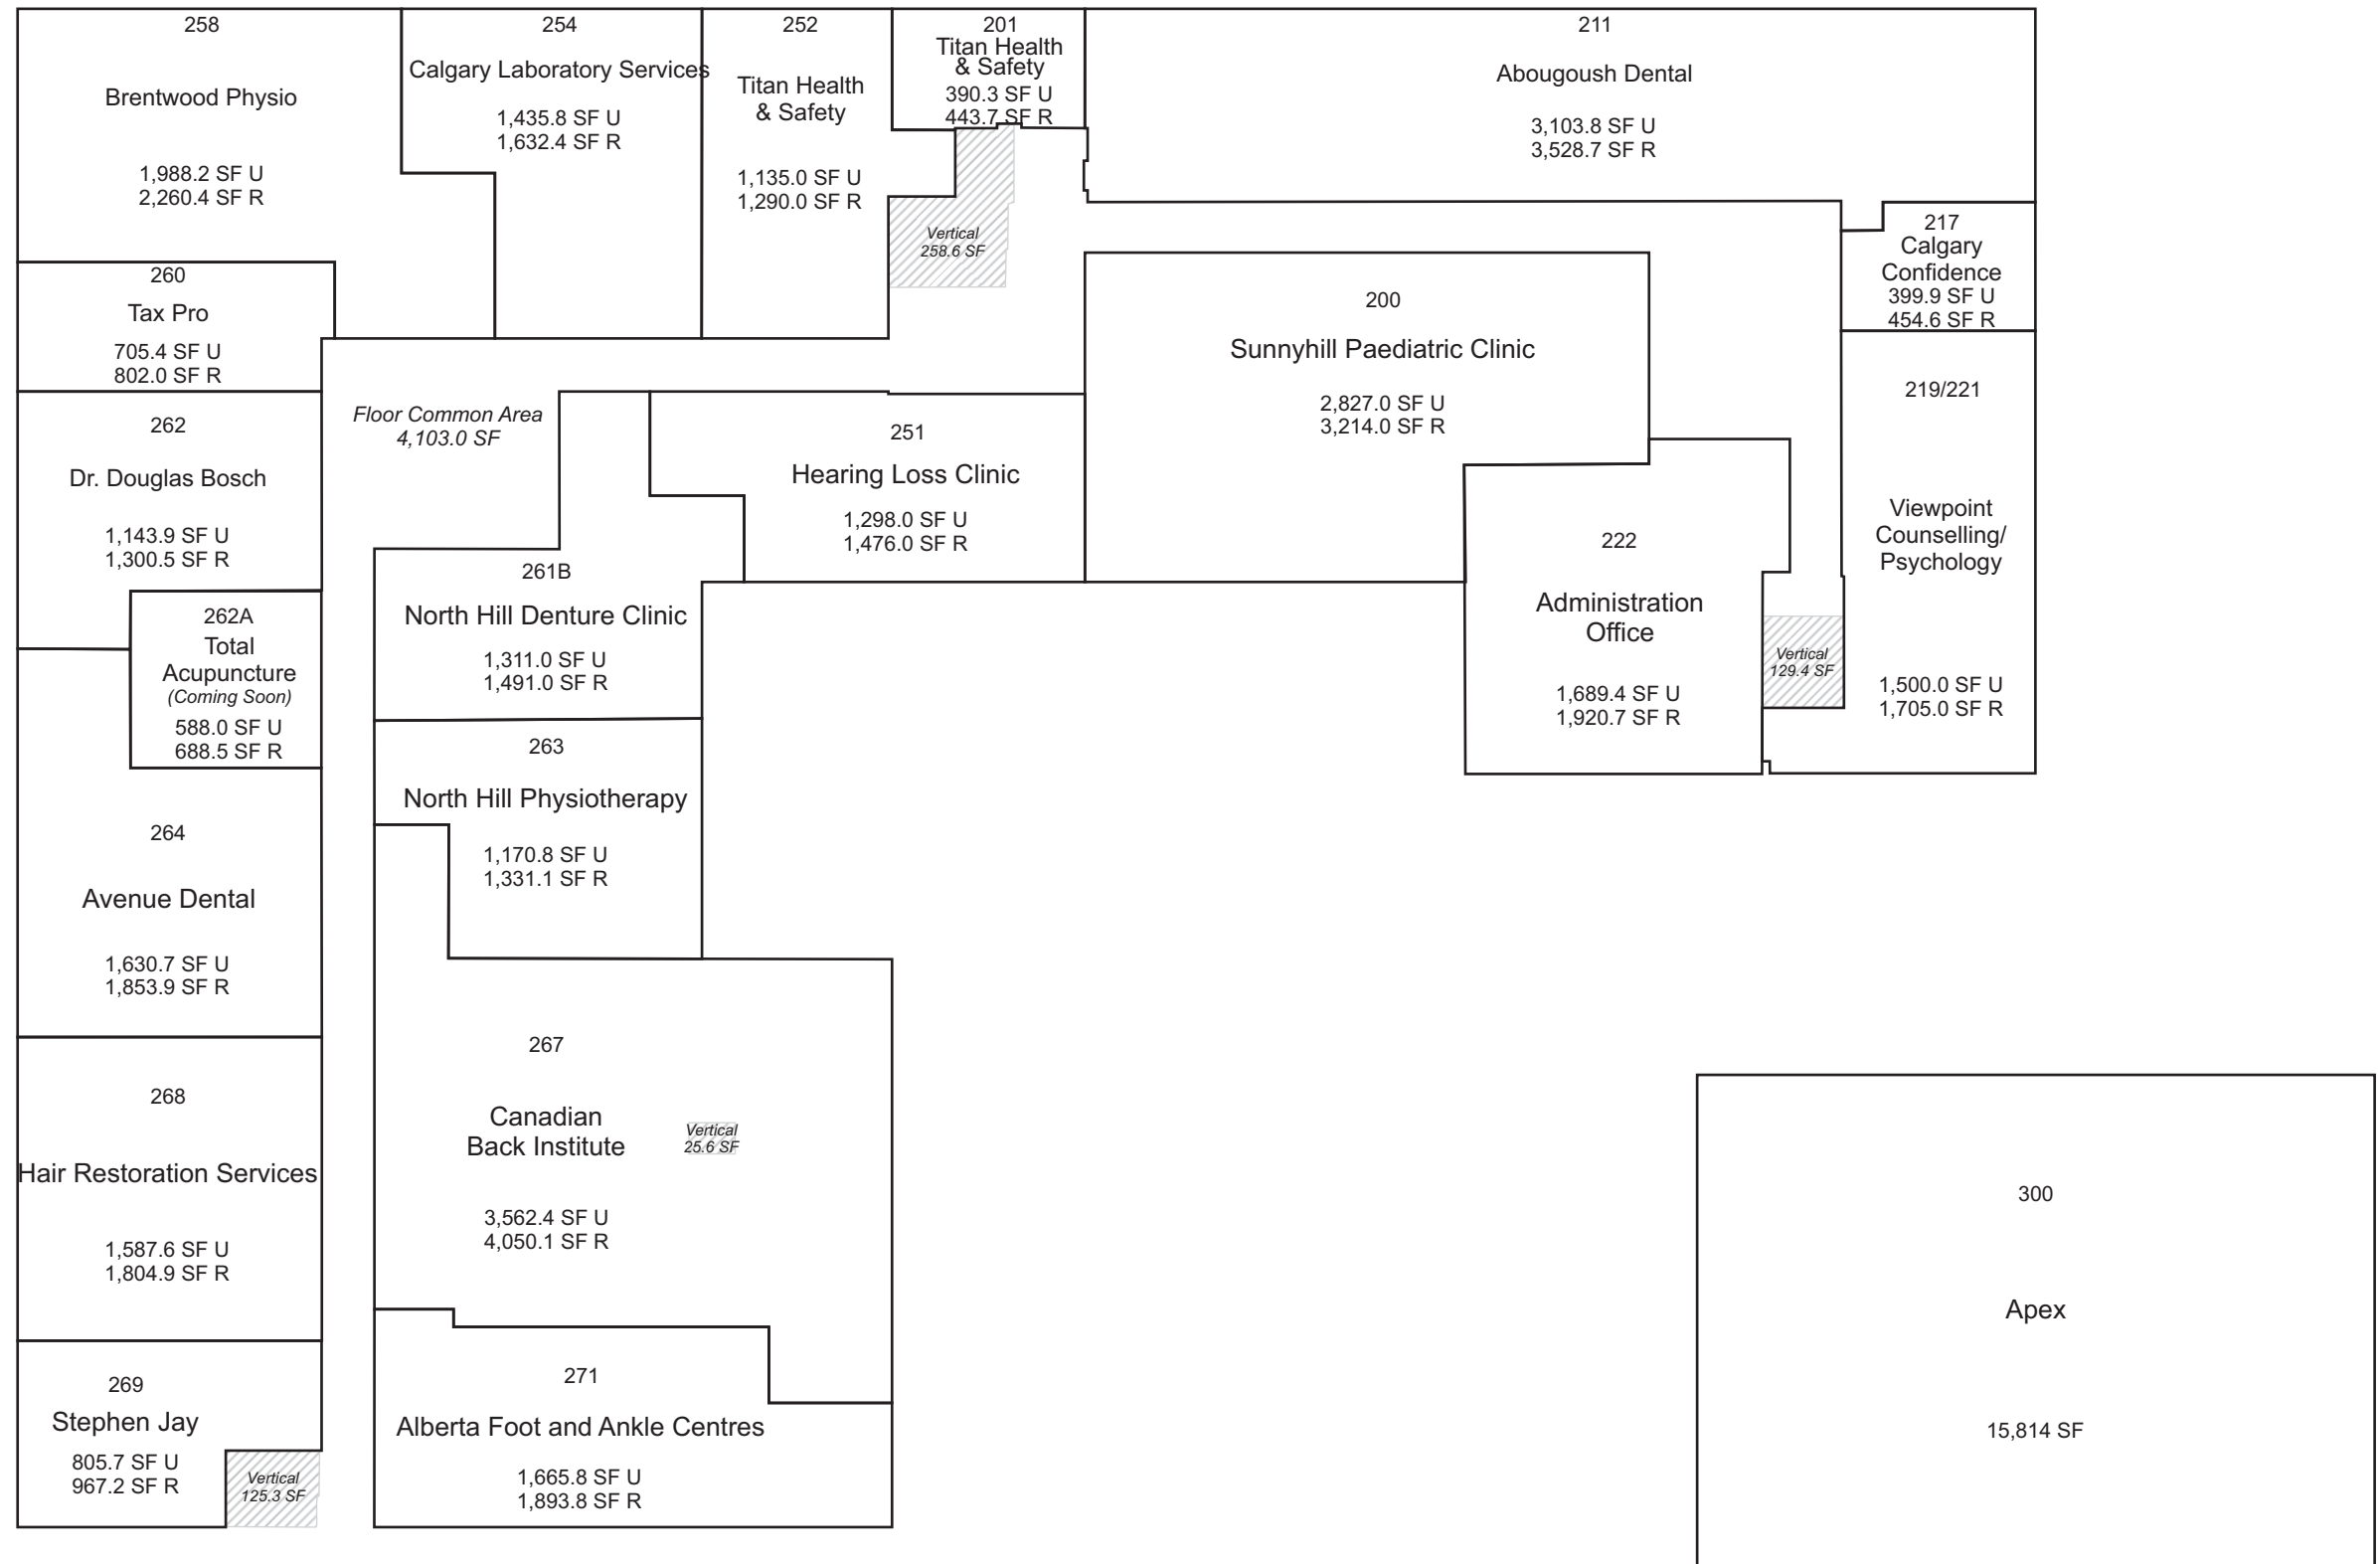 258
Brentwood Physio
1,988.2 SF U
2,260.4 SF R
254
Calgary Laboratory Services
1,435.8 SF U
1,632.4 SF R
252
Titan Health
& Safety
1,135.0 SF U
1,290.0 SF R
201
Titan Health
& Safety
390.3 SF U
443.7 SF R
Vertical
258.6 SF
211
Abougoush Dental
3,103.8 SF U
3,528.7 SF R
217
Calgary
Confidence
399.9 SF U
454.6 SF R
260
Tax Pro
705.4 SF U
802.0 SF R
Floor Common Area
4,103.0 SF
200
Sunnyhill Paediatric Clinic
2,827.0 SF U
3,214.0 SF R
219/221
Viewpoint
Counselling/
Psychology
1,500.0 SF U
1,705.0 SF R
262
Dr. Douglas Bosch
1,143.9 SF U
1,300.5 SF R
251
Hearing Loss Clinic
1,298.0 SF U
1,476.0 SF R
222
Administration
Office
1,689.4 SF U
1,920.7 SF R
Vertical
129.4 SF
262A
Total
Acupuncture
(Coming Soon)
588.0 SF U
688.5 SF R
261B
North Hill Denture Clinic
1,311.0 SF U
1,491.0 SF R
263
North Hill Physiotherapy
1,170.8 SF U
1,331.1 SF R
264
Avenue Dental
1,630.7 SF U
1,853.9 SF R
267
Canadian
Back Institute
3,562.4 SF U
4,050.1 SF R
Vertical
25.6 SF
268
Hair Restoration Services
1,587.6 SF U
1,804.9 SF R
300
Apex
15,814 SF
269
Stephen Jay
805.7 SF U
967.2 SF R
Vertical
125.3 SF
271
Alberta Foot and Ankle Centres
1,665.8 SF U
1,893.8 SF R